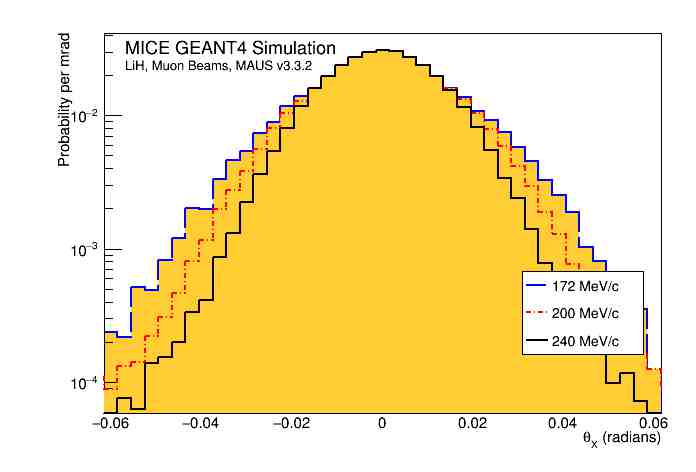 MICE GEANT4 Simulation
LiH, Muon Beams, MAUS v3.3.2
Probability per mrad
10⁻²
10⁻³
10⁻⁴
172 MeV/c
200 MeV/c
240 MeV/c
−0.06 −0.04 −0.02 0 0.02 0.04 0.06
θX (radians)